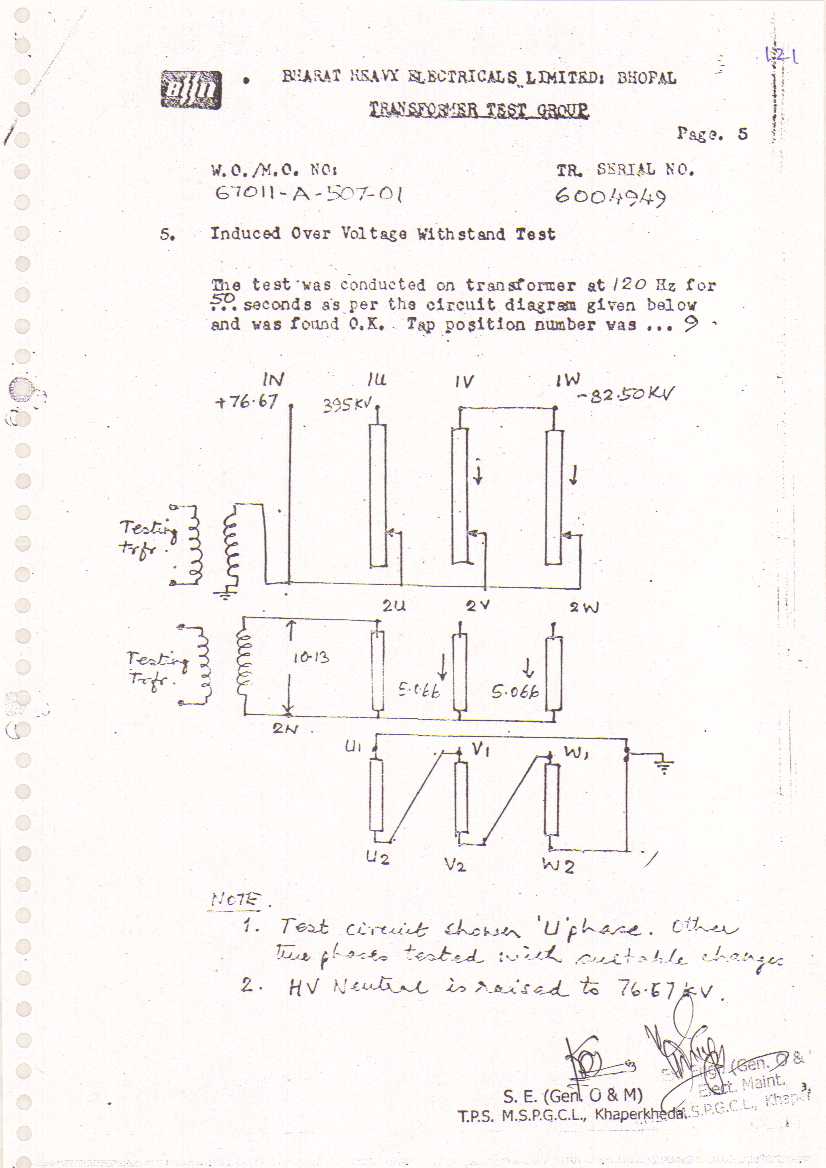 121
BHARAT HEAVY ELECTRICALS LIMITED: BHOPAL
TRANSFORMER TEST GROUP
Page. 5
W.O./M.O. NO: TR. SERIAL NO.
67011-A-507-01 6004949
5. Induced Over Voltage Withstand Test
The test was conducted on transformer at 120 Hz for
50 seconds as per the circuit diagram given below
and was found O.K. Tap position number was ... 9
1N 1U 1V 1W
+76.67 395KV -82.50KV
Testing
trfr.
2U 2V 2W
Testing
Trfr.
10.13
5.066 5.066
2N
U1 V1 W1
U2 V2 W2
NOTE.
1. Test circuit shown 'U' phase. Other
two phases tested with suitable changes
2. HV Neutral is raised to 76.67 KV.
(Gen. O &
S. E. (Gen. O & M) Elect. Maint.
T.P.S. M.S.P.G.C.L., Khaperkheda. M.S.P.G.C.L.,